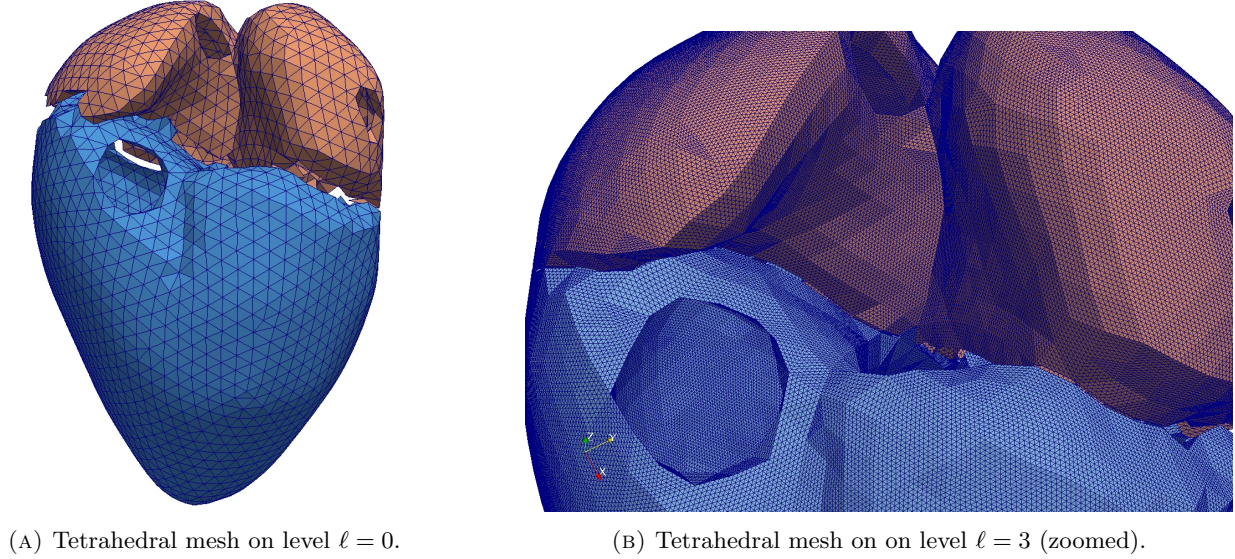 Z
Y
X
(A) Tetrahedral mesh on level ℓ = 0.
(B) Tetrahedral mesh on on level ℓ = 3 (zoomed).